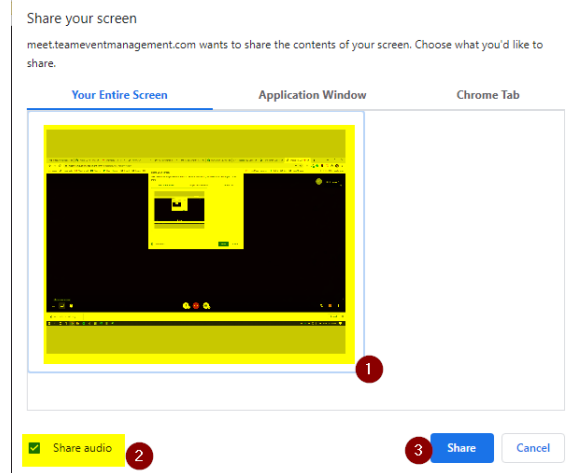 Share your screen
meet.teameventmanagement.com wants to share the contents of your screen. Choose what you'd like to
share.
Your Entire Screen Application Window Chrome Tab
1
Share audio 2 3 Share Cancel